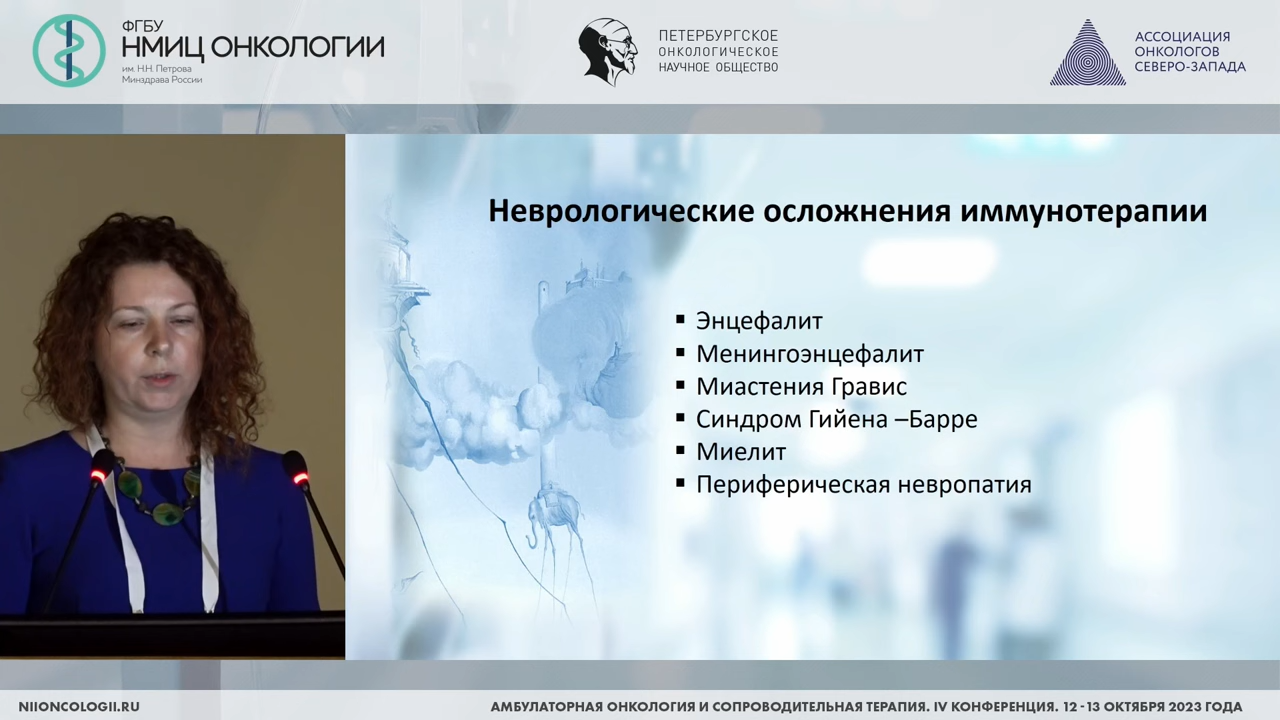 ФГБУ
НМИЦ ОНКОЛОГИИ
им. Н.Н. Петрова
Минздрава России
ПЕТЕРБУРГСКОЕ
ОНКОЛОГИЧЕСКОЕ
НАУЧНОЕ ОБЩЕСТВО
АССОЦИАЦИЯ
ОНКОЛОГОВ
СЕВЕРО-ЗАПАДА
Неврологические осложнения иммунотерапии
▪ Энцефалит
▪ Менингоэнцефалит
▪ Миастения Гравис
▪ Синдром Гийена –Барре
▪ Миелит
▪ Периферическая невропатия
NIIONCOLOGII.RU
АМБУЛАТОРНАЯ ОНКОЛОГИЯ И СОПРОВОДИТЕЛЬНАЯ ТЕРАПИЯ. IV КОНФЕРЕНЦИЯ. 12-13 ОКТЯБРЯ 2023 ГОДА